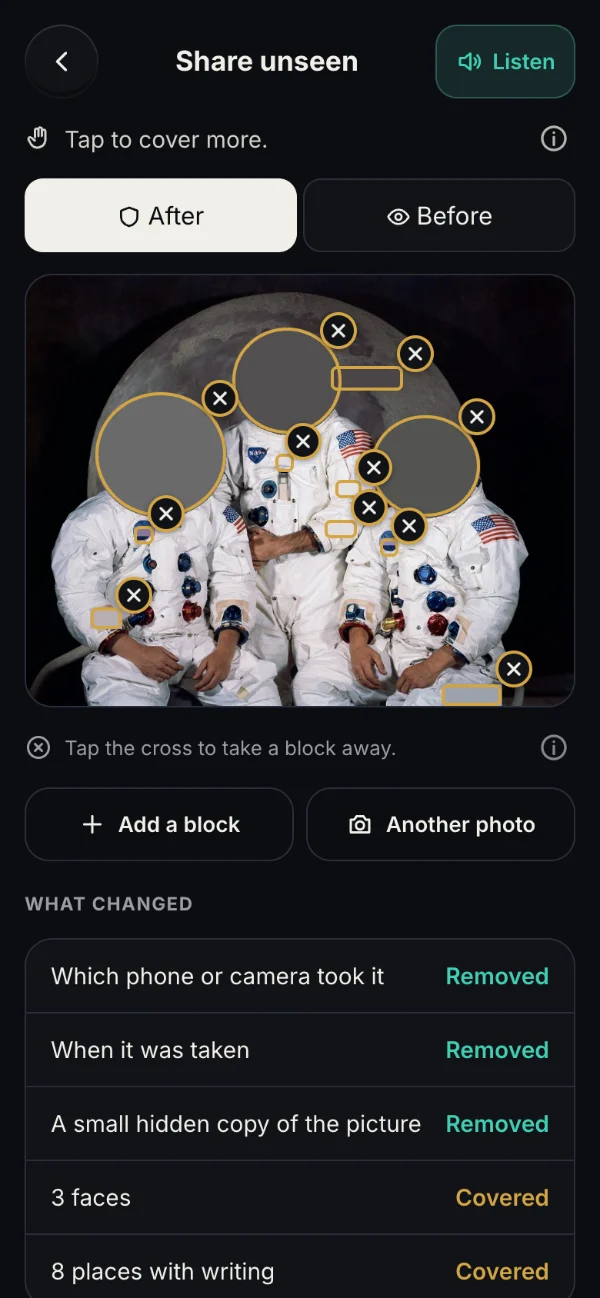 Share unseen
Listen
Tap to cover more.
After
Before
NASA
Tap the cross to take a block away.
Add a block
Another photo
WHAT CHANGED
Which phone or camera took it
Removed
When it was taken
Removed
A small hidden copy of the picture
Removed
3 faces
Covered
8 places with writing
Covered